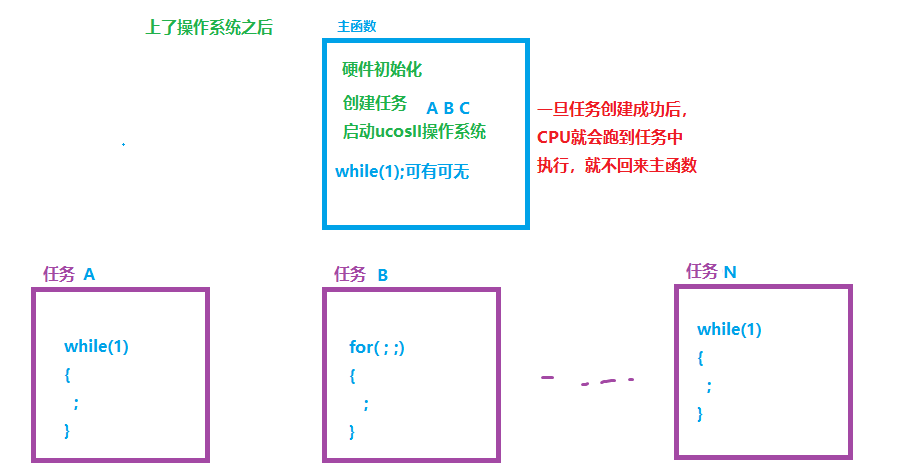 上了操作系统之后
主函数
硬件初始化
创建任务 A B C
启动ucosII操作系统
while(1);可有可无
一旦任务创建成功后，
CPU就会跑到任务中
执行，就不回来主函数
任务 A
while(1)
{
;
}
任务 B
for( ; ;)
{
;
}
任务 N
while(1)
{
;
}